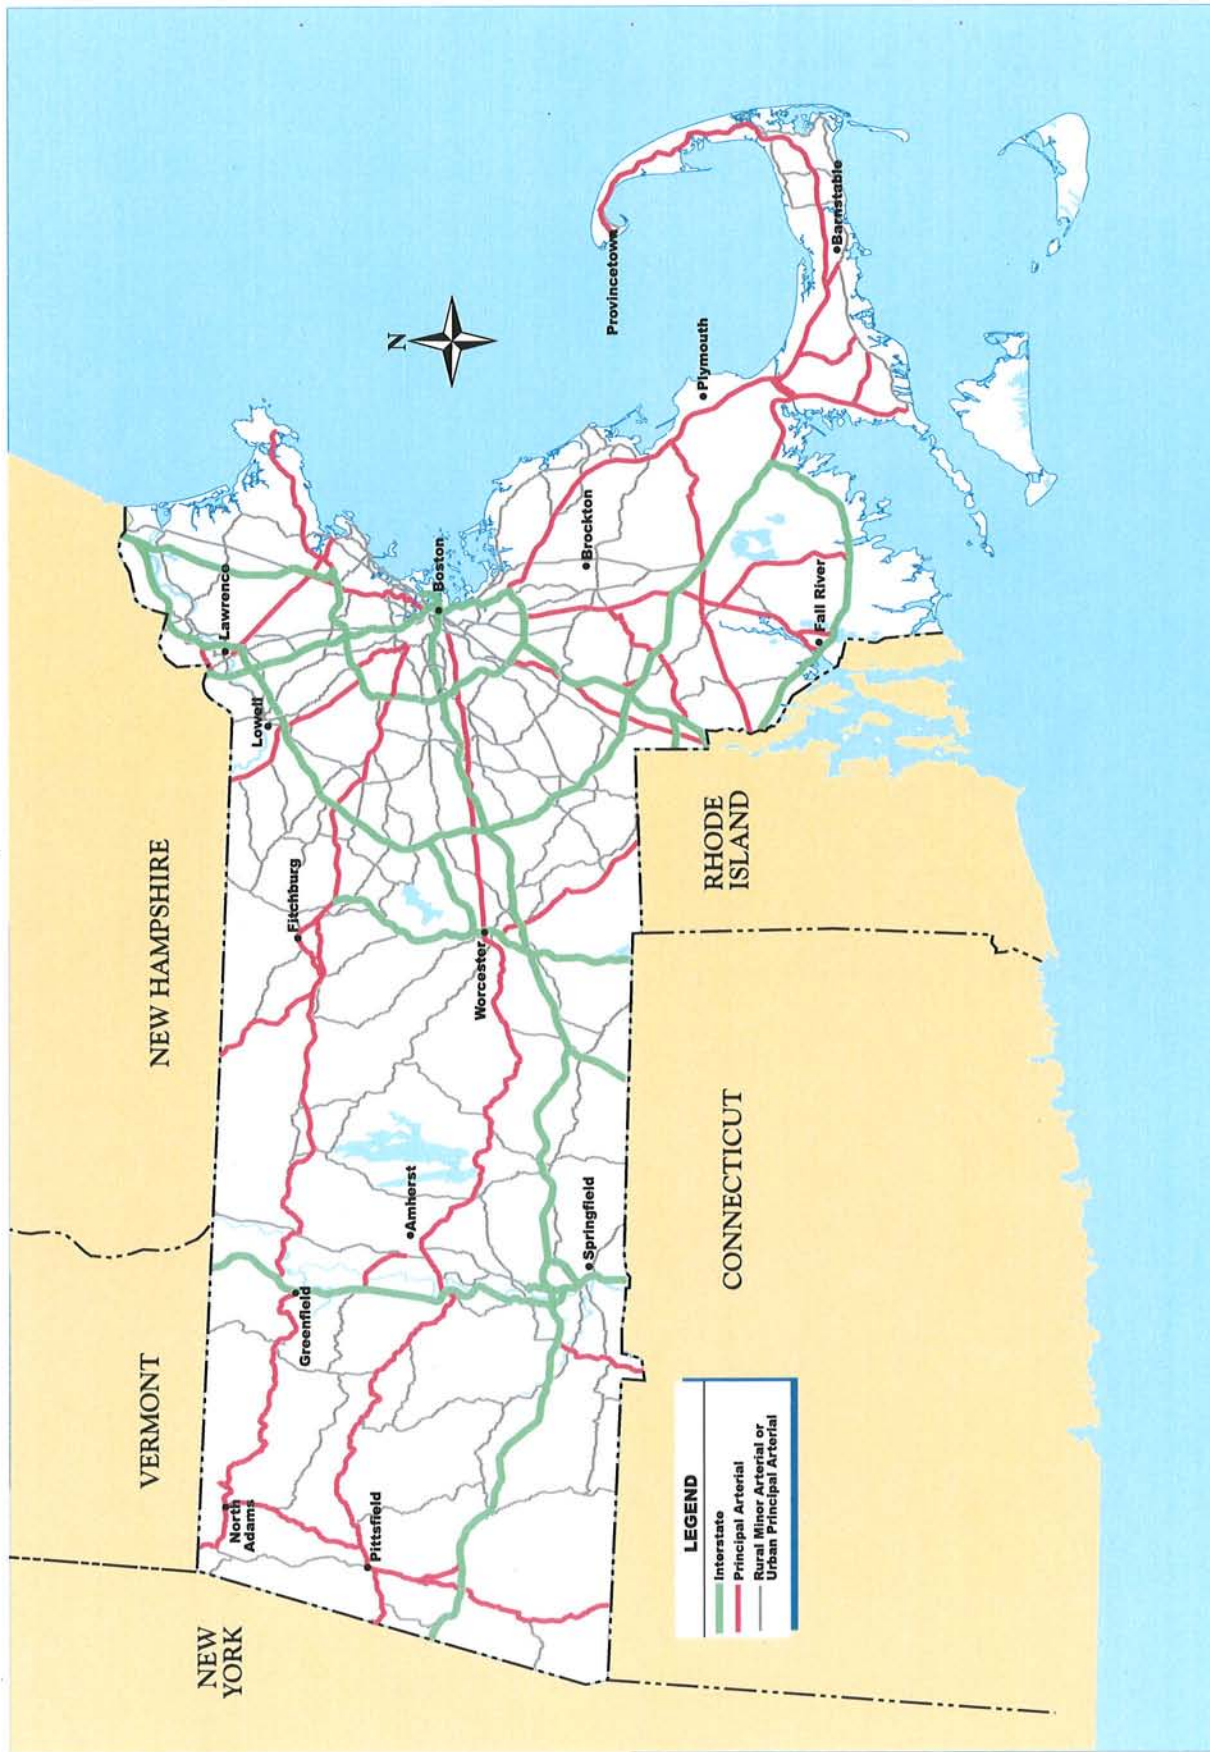 NEW HAMPSHIRE
VERMONT
NEW
YORK
N
Lawrence
Lowell
Fitchburg
Greenfield
North
Adams
Pittsfield
Amherst
Worcester
Boston
Springfield
Brockton
Provincetown
Plymouth
Fall River
Barnstable
RHODE
ISLAND
CONNECTICUT
LEGEND
Interstate
Principal Arterial
Rural Minor Arterial or
Urban Principal Arterial